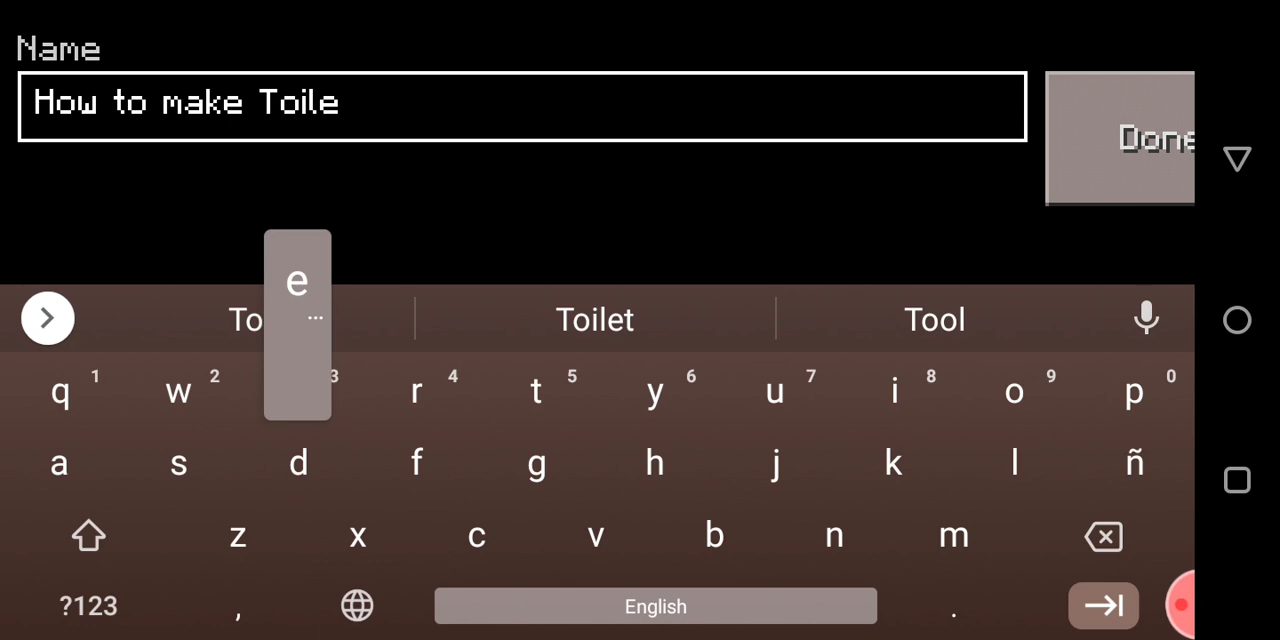 Name
How to make Toile
Done
e
...
To Toilet Tool
q 1 w 2 3 r 4 t 5 y 6 u 7 i 8 o 9 p 0
a s d f g h j k l ñ
z x c v b n m
?123 , English .